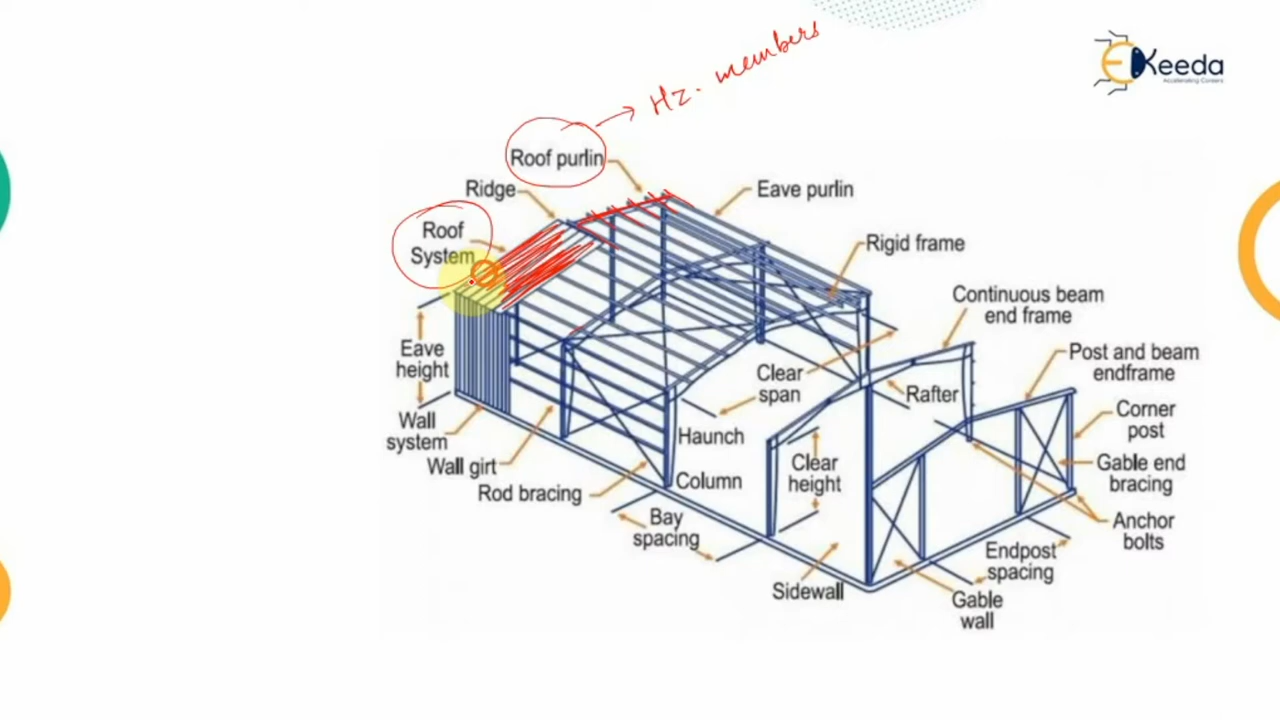 Hz. members
EKeeda
Accelerating Careers
Roof purlin
Ridge
Eave purlin
Roof
System
Rigid frame
Continuous beam
end frame
Eave
height
Post and beam
endframe
Clear
span
Rafter
Wall
system
Haunch
Corner
post
Wall girt
Clear
height
Gable end
bracing
Rod bracing
Column
Bay
spacing
Anchor
bolts
Endpost
spacing
Sidewall
Gable
wall